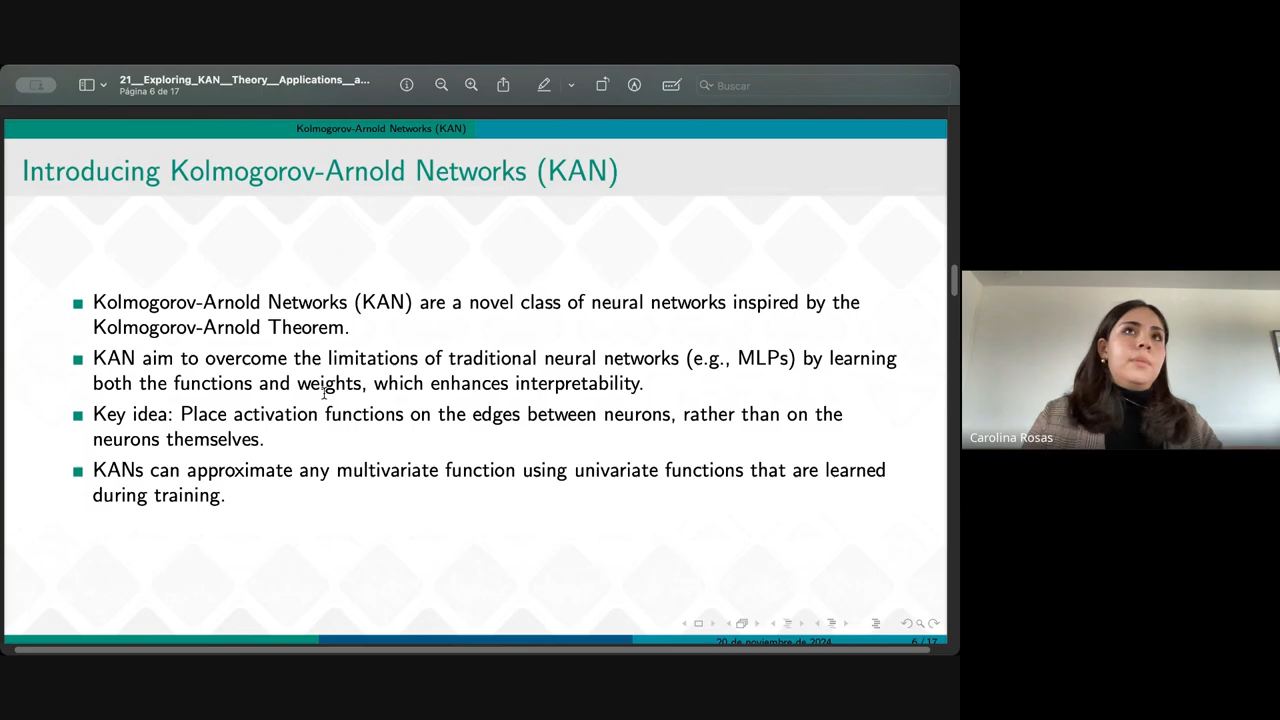 21__Exploring_KAN__Theory__Applications__a...
Página 6 de 17
Buscar
Kolmogorov-Arnold Networks (KAN)
Introducing Kolmogorov-Arnold Networks (KAN)
Kolmogorov-Arnold Networks (KAN) are a novel class of neural networks inspired by the
Kolmogorov-Arnold Theorem.
KAN aim to overcome the limitations of traditional neural networks (e.g., MLPs) by learning
both the functions and weights, which enhances interpretability.
Key idea: Place activation functions on the edges between neurons, rather than on the
neurons themselves.
KANs can approximate any multivariate function using univariate functions that are learned
during training.
20 de noviembre de 2024
6 / 17
Carolina Rosas